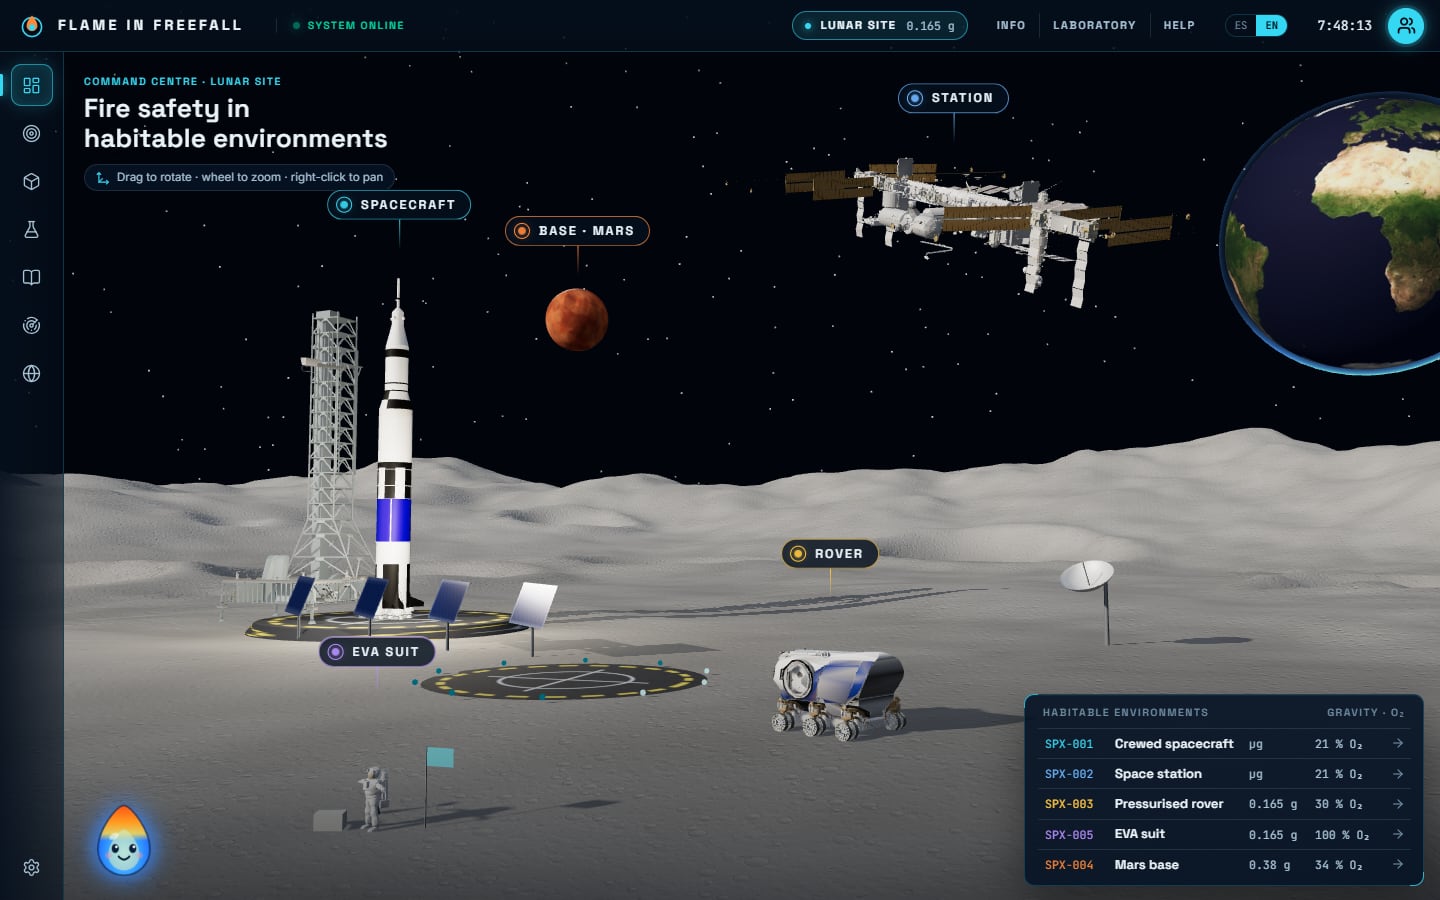 FLAME IN FREEFALL
SYSTEM ONLINE
LUNAR SITE 0.165 g
INFO
LABORATORY
HELP
ES
EN
7:48:13
COMMAND CENTRE · LUNAR SITE
Fire safety in
habitable environments
Drag to rotate · wheel to zoom · right-click to pan
STATION
SPACECRAFT
BASE · MARS
ROVER
EVA SUIT
HABITABLE ENVIRONMENTS GRAVITY · O₂
SPX-001 Crewed spacecraft µg 21 % O₂
SPX-002 Space station µg 21 % O₂
SPX-003 Pressurised rover 0.165 g 30 % O₂
SPX-005 EVA suit 0.165 g 100 % O₂
SPX-004 Mars base 0.38 g 34 % O₂